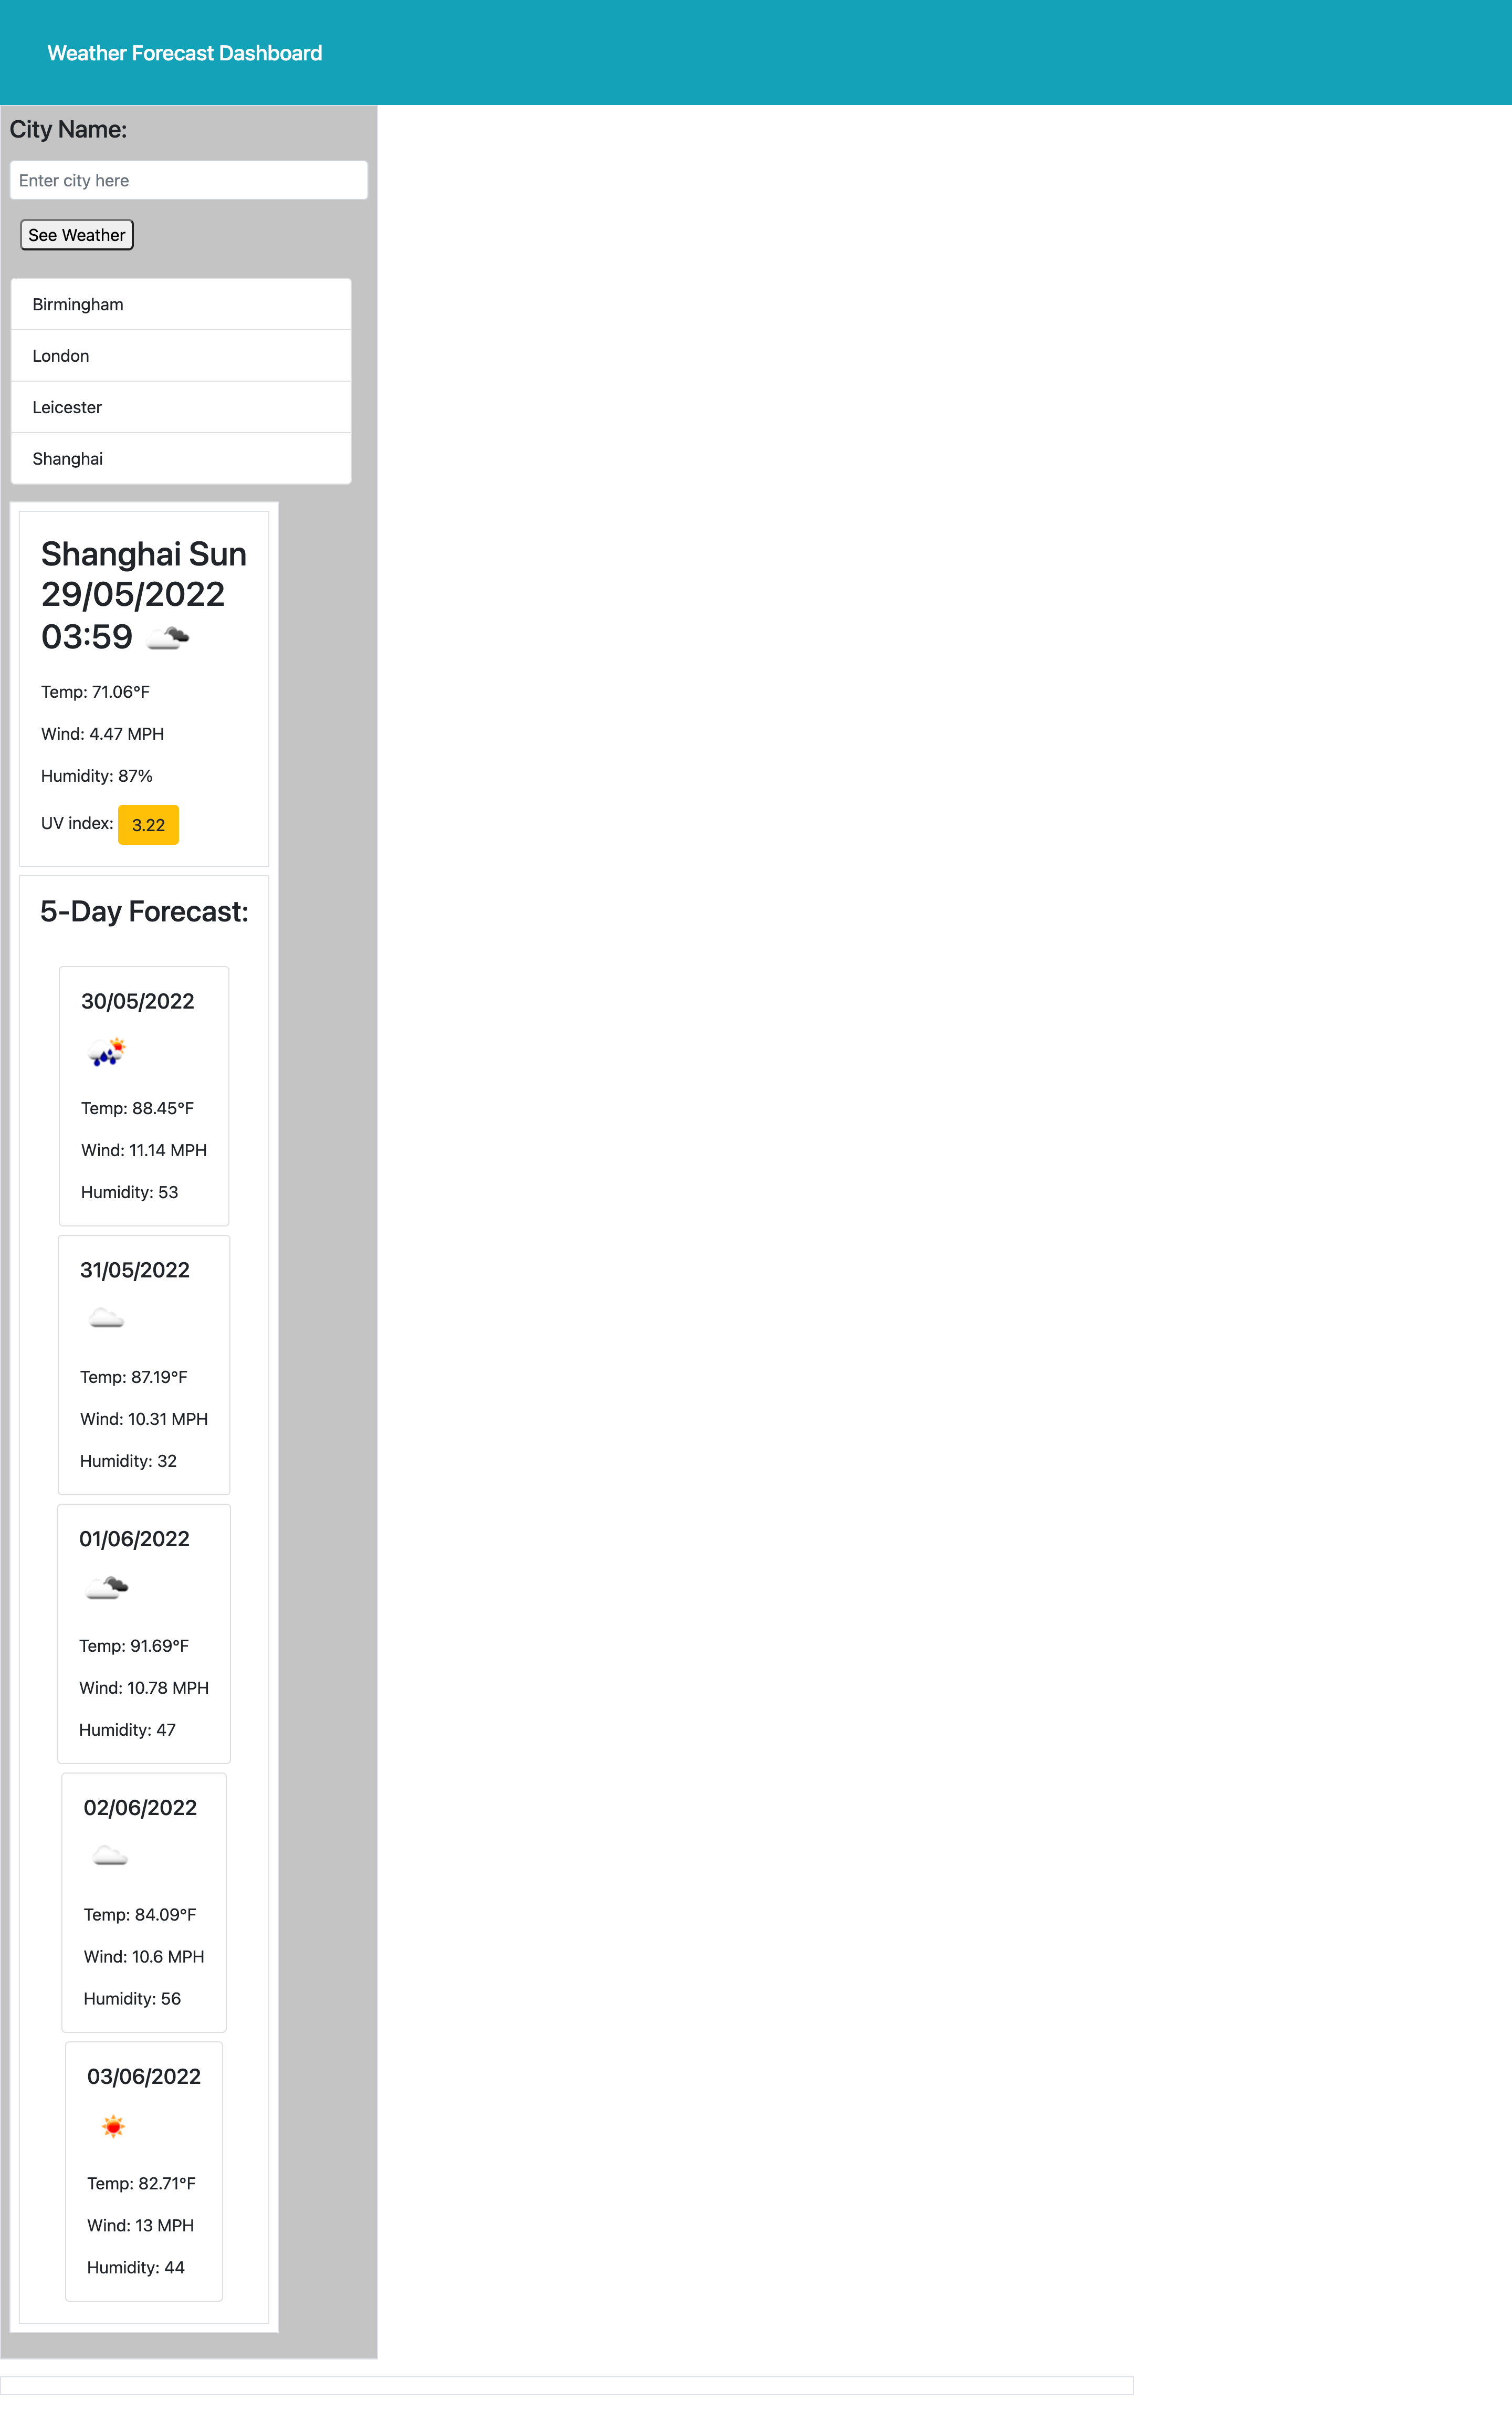 Weather Forecast Dashboard
City Name:
Enter city here
See Weather
Birmingham
London
Leicester
Shanghai
Shanghai Sun
29/05/2022
03:59
Temp: 71.06°F
Wind: 4.47 MPH
Humidity: 87%
UV index: 3.22
5-Day Forecast:
30/05/2022
Temp: 88.45°F
Wind: 11.14 MPH
Humidity: 53
31/05/2022
Temp: 87.19°F
Wind: 10.31 MPH
Humidity: 32
01/06/2022
Temp: 91.69°F
Wind: 10.78 MPH
Humidity: 47
02/06/2022
Temp: 84.09°F
Wind: 10.6 MPH
Humidity: 56
03/06/2022
Temp: 82.71°F
Wind: 13 MPH
Humidity: 44